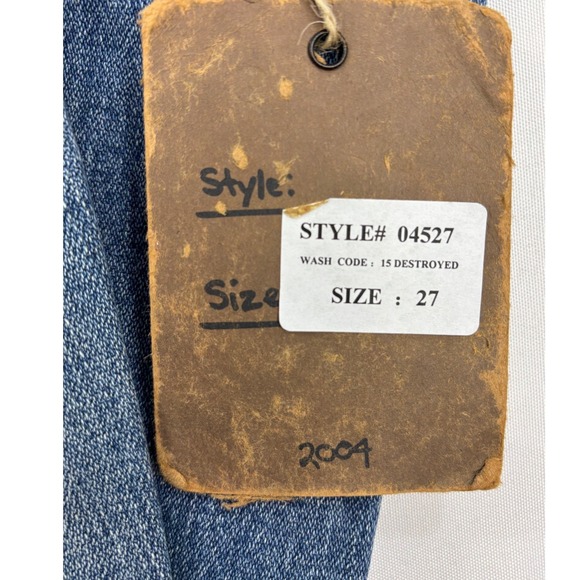 Style:
STYLE# 04527
WASH CODE : 15 DESTROYED
Size
SIZE : 27
2004